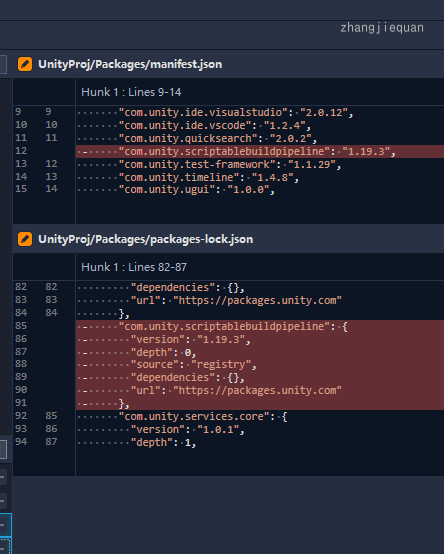 zhangjiequan
UnityProj/Packages/manifest.json
Hunk 1 : Lines 9-14
9 9 "com.unity.ide.visualstudio": "2.0.12",
10 10 "com.unity.ide.vscode": "1.2.4",
11 11 "com.unity.quicksearch": "2.0.2",
12 - "com.unity.scriptablebuildpipeline": "1.19.3",
13 12 "com.unity.test-framework": "1.1.29",
14 13 "com.unity.timeline": "1.4.8",
15 14 "com.unity.ugui": "1.0.0",
UnityProj/Packages/packages-lock.json
Hunk 1 : Lines 82-87
82 82 "dependencies": {},
83 83 "url": "https://packages.unity.com"
84 84 },
85 - "com.unity.scriptablebuildpipeline": {
86 - "version": "1.19.3",
87 - "depth": 0,
88 - "source": "registry",
89 - "dependencies": {},
90 - "url": "https://packages.unity.com"
91 - },
92 85 "com.unity.services.core": {
93 86 "version": "1.0.1",
94 87 "depth": 1,